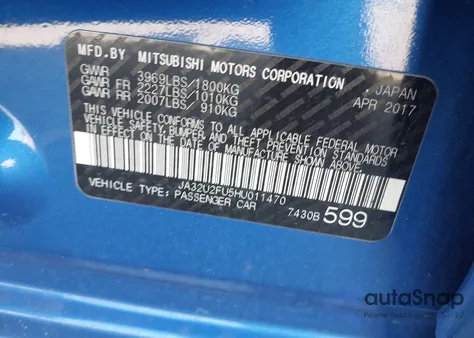 MFD.BY MITSUBISHI MOTORS CORPORATION
, JAPAN
GVWR 3969LBS/1800KG
APR 2017
GAWR FR 2227LBS/1010KG
GAWR RR 2007LBS/ 910KG
THIS VEHICLE CONFORMS TO ALL APPLICABLE U.S. FEDERAL MOTOR
VEHICLE SAFETY, BUMPER, AND THEFT PREVENTION STANDARDS IN
EFFECT ON THE DATE OF MANUFACTURE SHOWN ABOVE.
JA32U2FU5HU011470
VEHICLE TYPE: PASSENGER CAR
7430B 599
autoSnap